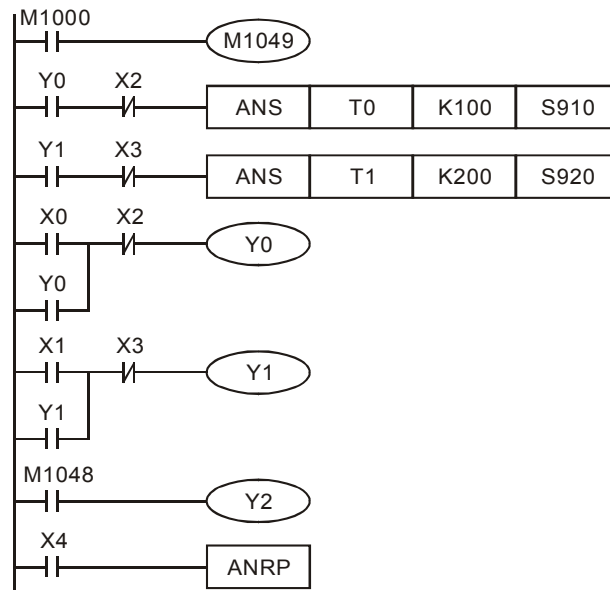 M1000
M1049
Y0 X2
ANS T0 K100 S910
Y1 X3
ANS T1 K200 S920
X0 X2
Y0
Y0
X1 X3
Y1
Y1
M1048
Y2
X4
ANRP